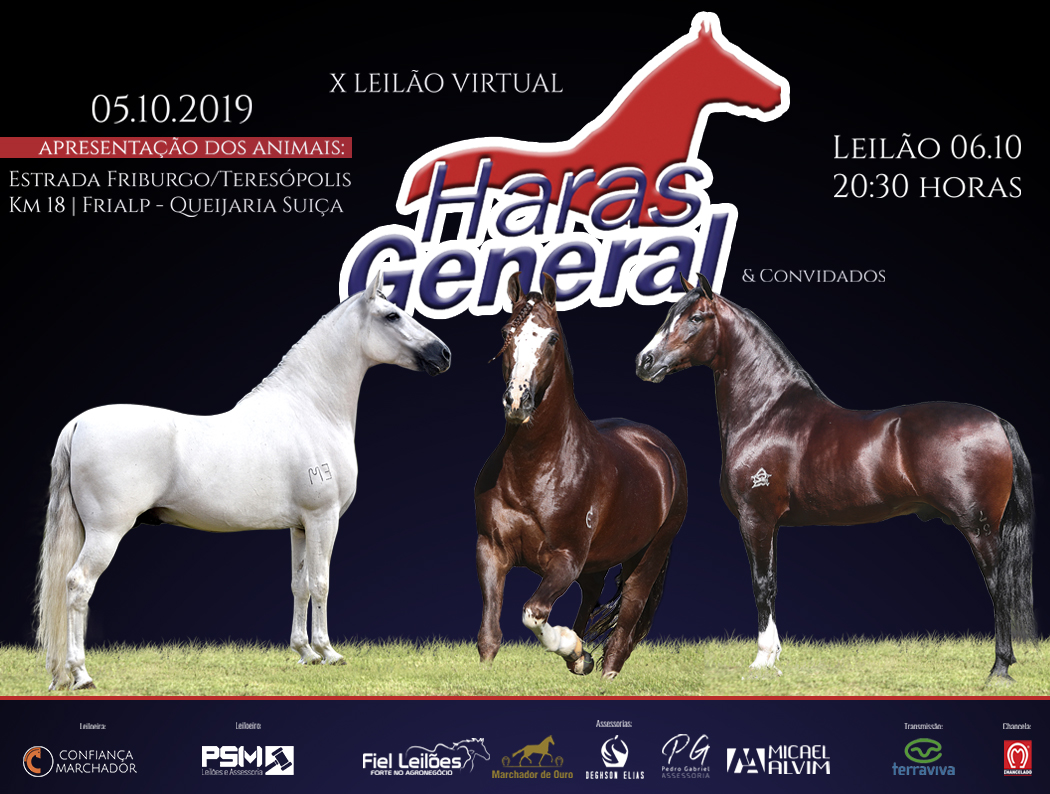 X LEILÃO VIRTUAL
05.10.2019
APRESENTAÇÃO DOS ANIMAIS:
ESTRADA FRIBURGO/TERESÓPOLIS
KM 18 | FRIALP - QUEIJARIA SUIÇA
Haras
General
& CONVIDADOS
LEILÃO 06.10
20:30 HORAS
M3
Leiloeira:
CONFIANÇA
MARCHADOR
Leiloeiro:
PSM
Leilões e Assessoria
Fiel Leilões
FORTE NO AGRONEGÓCIO
Marchador de Ouro
Assessorias:
DEGHSON ELIAS
PG
Pedro Gabriel
ASSESSORIA
MA
MICAEL
ALVIM
Transmissão:
terraviva
Chancela:
CHANCELADO